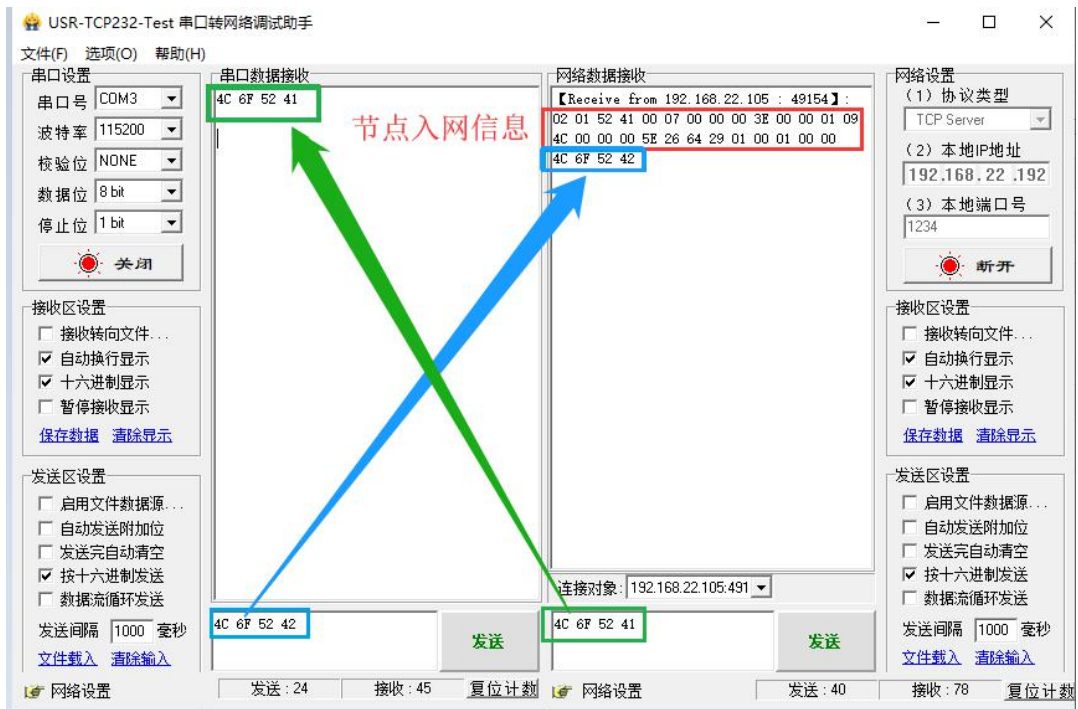 USR-TCP232-Test 串口转网络调试助手
文件(F) 选项(O) 帮助(H)
串口设置
串口号 COM3
波特率 115200
校验位 NONE
数据位 8 bit
停止位 1 bit
关闭
接收区设置
接收转向文件...
自动换行显示
十六进制显示
暂停接收显示
保存数据 清除显示
发送区设置
启用文件数据源...
自动发送附加位
发送完自动清空
按十六进制发送
数据流循环发送
发送间隔 1000 毫秒
文件载入 清除输入
串口数据接收
4C 6F 52 41
节点入网信息
4C 6F 52 42
发送
网络数据接收
【Receive from 192.168.22.105 : 49154】:
02 01 52 41 00 07 00 00 00 3E 00 00 01 09
4C 00 00 00 5E 26 64 29 01 00 01 00 00
4C 6F 52 42
连接对象: 192.168.22.105:491
4C 6F 52 41
发送
网络设置
(1) 协议类型
TCP Server
(2) 本地IP地址
192.168.22.192
(3) 本地端口号
1234
断开
接收区设置
接收转向文件...
自动换行显示
十六进制显示
暂停接收显示
保存数据 清除显示
发送区设置
启用文件数据源...
自动发送附加位
发送完自动清空
按十六进制发送
数据流循环发送
发送间隔 1000 毫秒
文件载入 清除输入
网络设置 发送:24 接收:45 复位计数 网络设置 发送:40 接收:78 复位计数